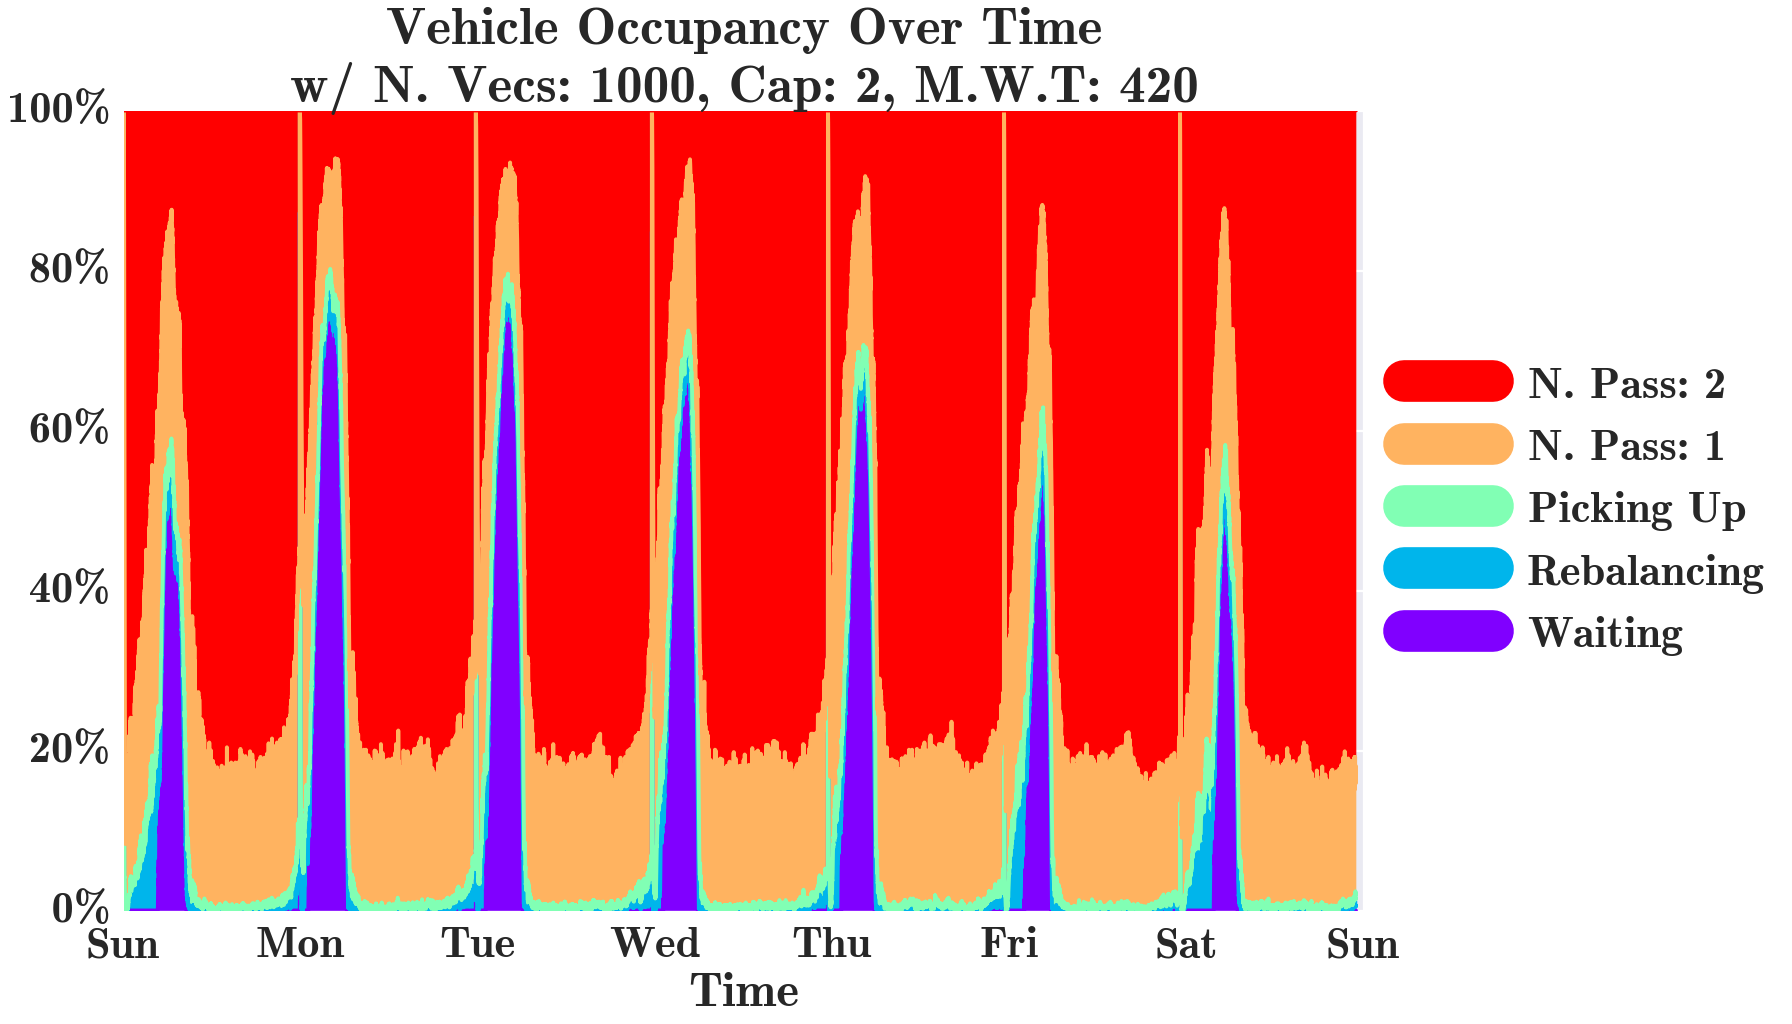 Vehicle Occupancy Over Time
w/ N. Vecs: 1000, Cap: 2, M.W.T: 420
100%
80%
60%
40%
20%
0%
Sun Mon Tue Wed Thu Fri Sat Sun
Time
N. Pass: 2
N. Pass: 1
Picking Up
Rebalancing
Waiting